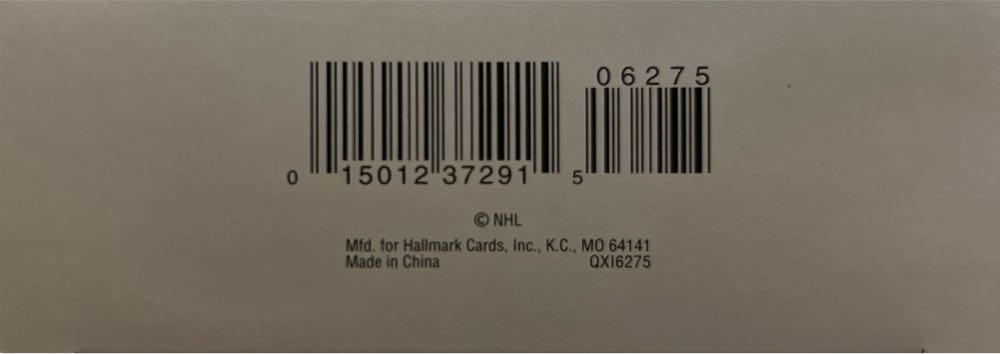 06275
0 15012 37291 5
© NHL
Mfd. for Hallmark Cards, Inc., K.C., MO 64141
Made in China QXI6275